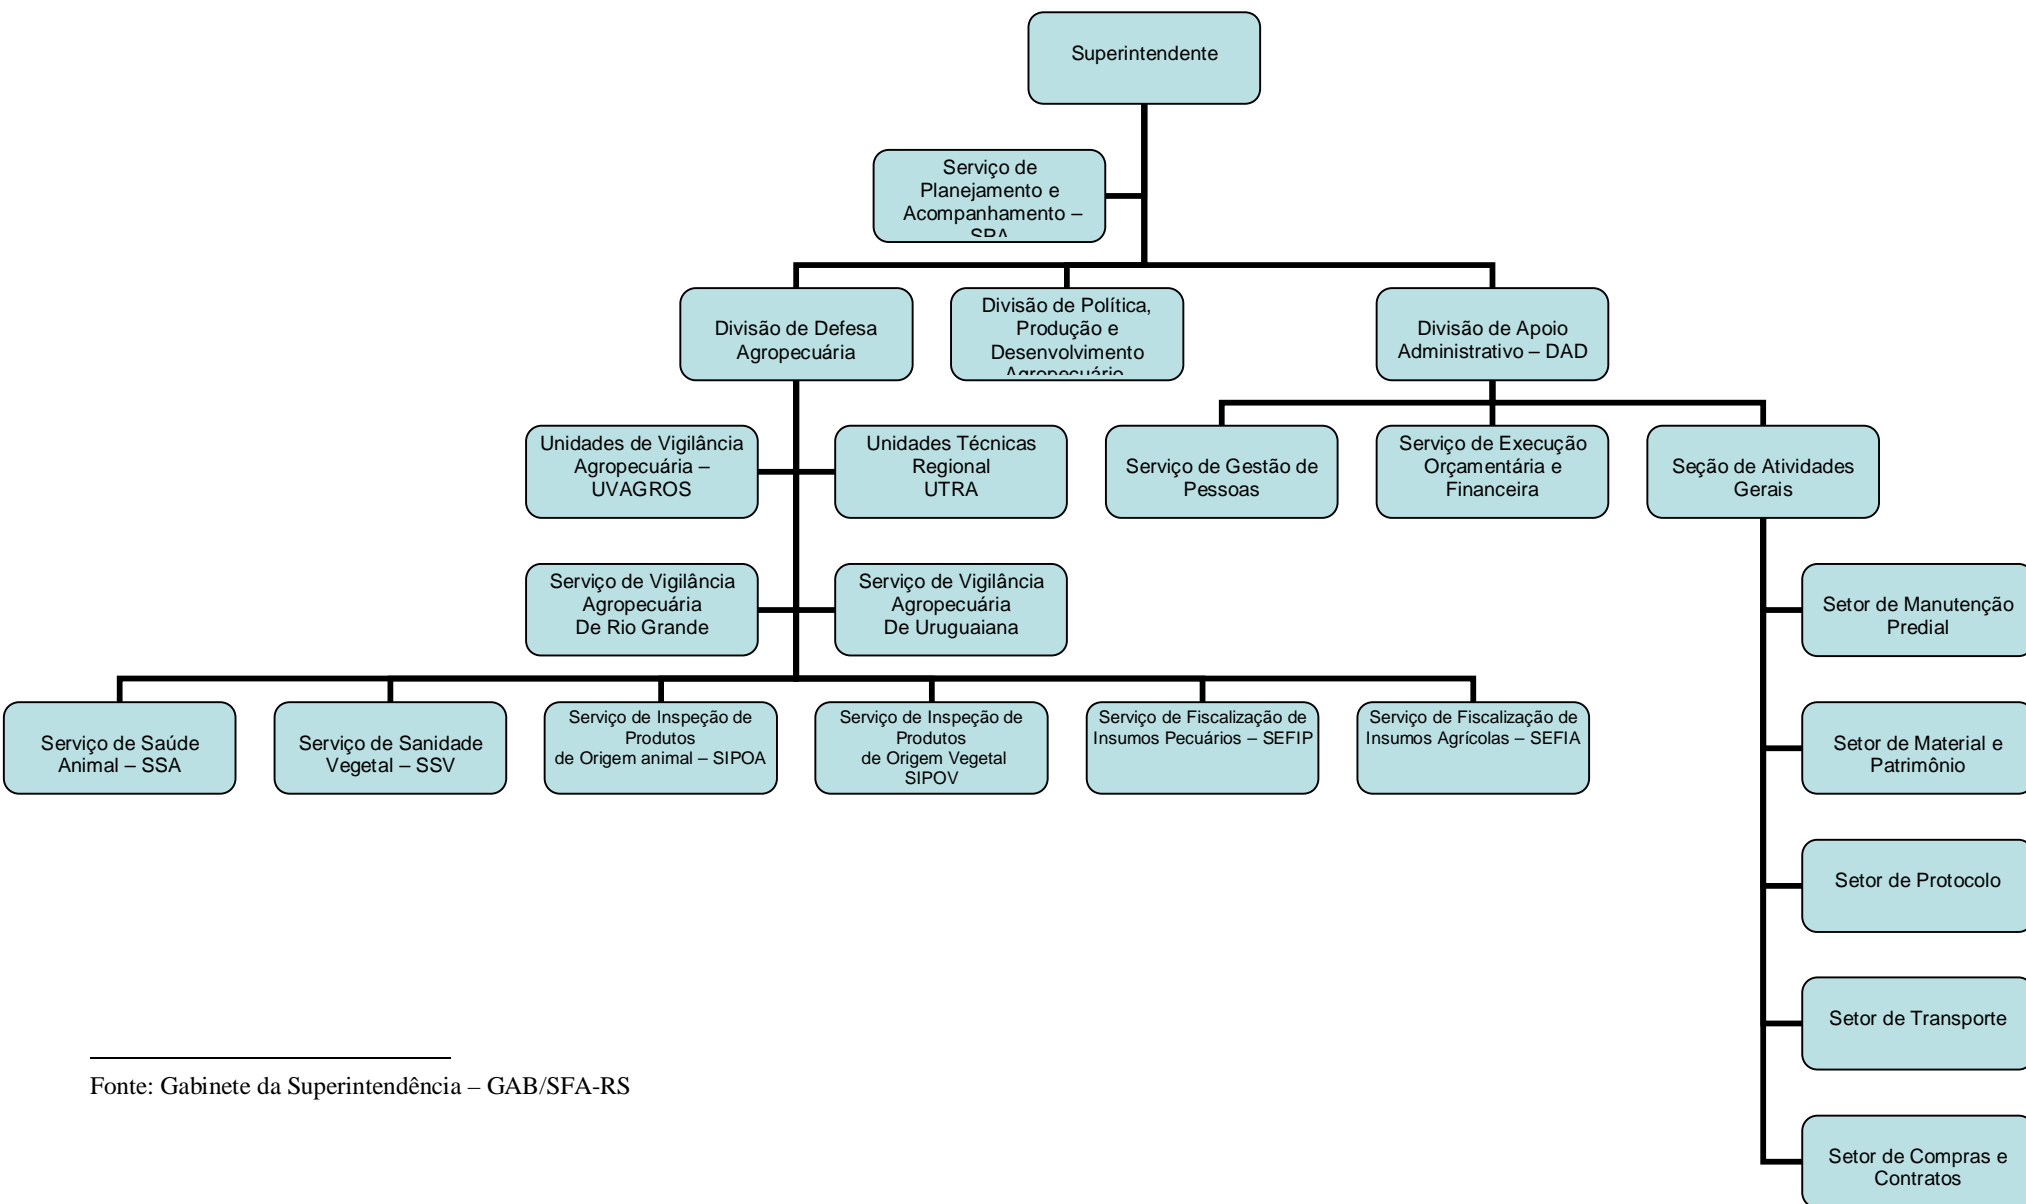 Superintendente
Serviço de
Planejamento e
Acompanhamento –
SPA
Divisão de Defesa
Agropecuária
Divisão de Política,
Produção e
Desenvolvimento
Agropecuário
Divisão de Apoio
Administrativo – DAD
Unidades de Vigilância
Agropecuária –
UVAGROS
Unidades Técnicas
Regional
UTRA
Serviço de Gestão de
Pessoas
Serviço de Execução
Orçamentária e
Financeira
Seção de Atividades
Gerais
Serviço de Vigilância
Agropecuária
De Rio Grande
Serviço de Vigilância
Agropecuária
De Uruguaiana
Setor de Manutenção
Predial
Serviço de Saúde
Animal – SSA
Serviço de Sanidade
Vegetal – SSV
Serviço de Inspeção de
Produtos
de Origem animal – SIPOA
Serviço de Inspeção de
Produtos
de Origem Vegetal
SIPOV
Serviço de Fiscalização de
Insumos Pecuários – SEFIP
Serviço de Fiscalização de
Insumos Agrícolas – SEFIA
Setor de Material e
Patrimônio
Setor de Protocolo
Setor de Transporte
Setor de Compras e
Contratos
Fonte: Gabinete da Superintendência – GAB/SFA-RS